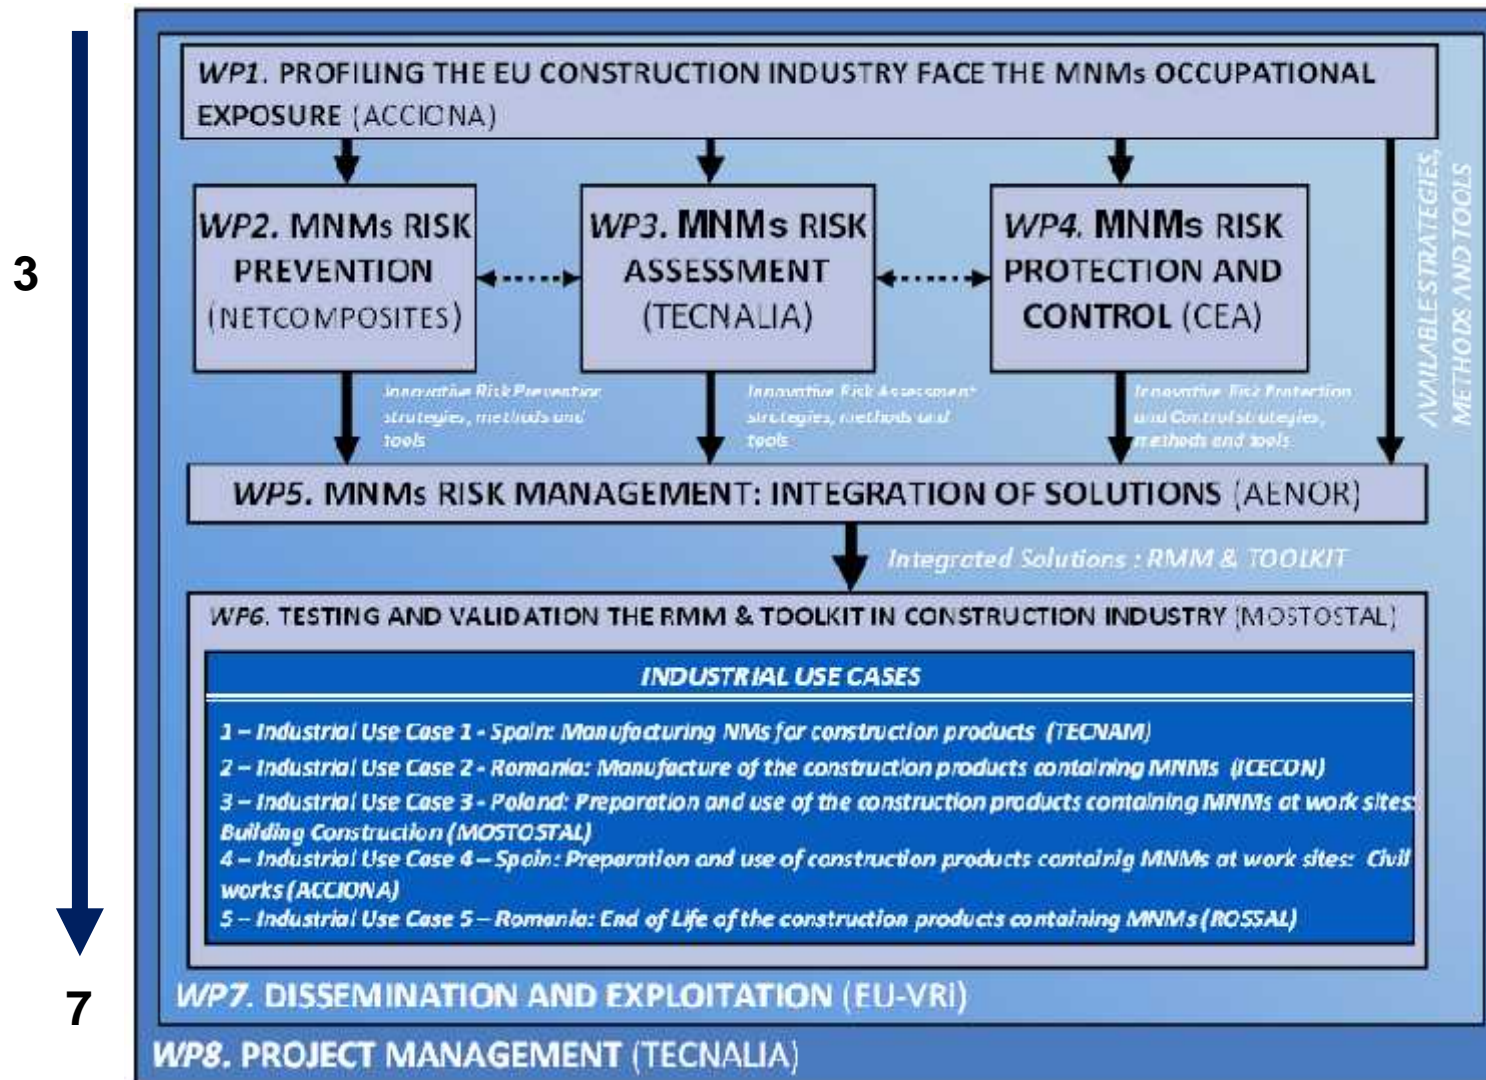 WP1. PROFILING THE EU CONSTRUCTION INDUSTRY FACE THE MNMs OCCUPATIONAL
EXPOSURE (ACCIONA)
AVAILABLE STRATEGIES,
METHODS AND TOOLS
3
WP2. MNMs RISK
PREVENTION
(NETCOMPOSITES)
WP3. MNMs RISK
ASSESSMENT
(TECNALIA)
WP4. MNMs RISK
PROTECTION AND
CONTROL (CEA)
Innovative Risk Prevention
strategies, methods and
tools
Innovative Risk Assessment
strategies, methods and
tools
Innovative Risk Protection
and Control strategies,
methods and tools
WP5. MNMs RISK MANAGEMENT: INTEGRATION OF SOLUTIONS (AENOR)
Integrated Solutions : RMM & TOOLKIT
WP6. TESTING AND VALIDATION THE RMM & TOOLKIT IN CONSTRUCTION INDUSTRY (MOSTOSTAL)
INDUSTRIAL USE CASES
1 – Industrial Use Case 1 - Spain: Manufacturing NMs for construction products (TECNAM)
2 – Industrial Use Case 2 - Romania: Manufacture of the construction products containing MNMs (ICECON)
3 – Industrial Use Case 3 - Poland: Preparation and use of the construction products containing MNMs at work sites:
Building Construction (MOSTOSTAL)
4 – Industrial Use Case 4 – Spain: Preparation and use of construction products containig MNMs at work sites: Civil
works (ACCIONA)
5 – Industrial Use Case 5 – Romania: End of Life of the construction products containing MNMs (ROSSAL)
7
WP7. DISSEMINATION AND EXPLOITATION (EU-VRi)
WP8. PROJECT MANAGEMENT (TECNALIA)